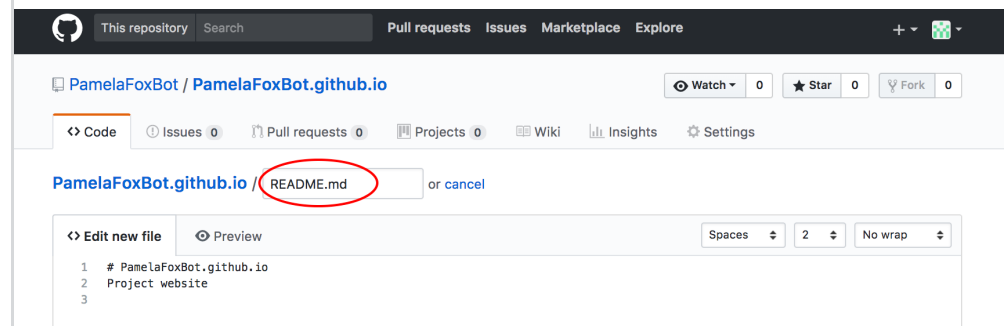 This repository Search Pull requests Issues Marketplace Explore
PamelaFoxBot / PamelaFoxBot.github.io Watch 0 Star 0 Fork 0
<> Code Issues 0 Pull requests 0 Projects 0 Wiki Insights Settings
PamelaFoxBot.github.io / README.md or cancel
<> Edit new file Preview Spaces 2 No wrap
1 # PamelaFoxBot.github.io
2 Project website
3